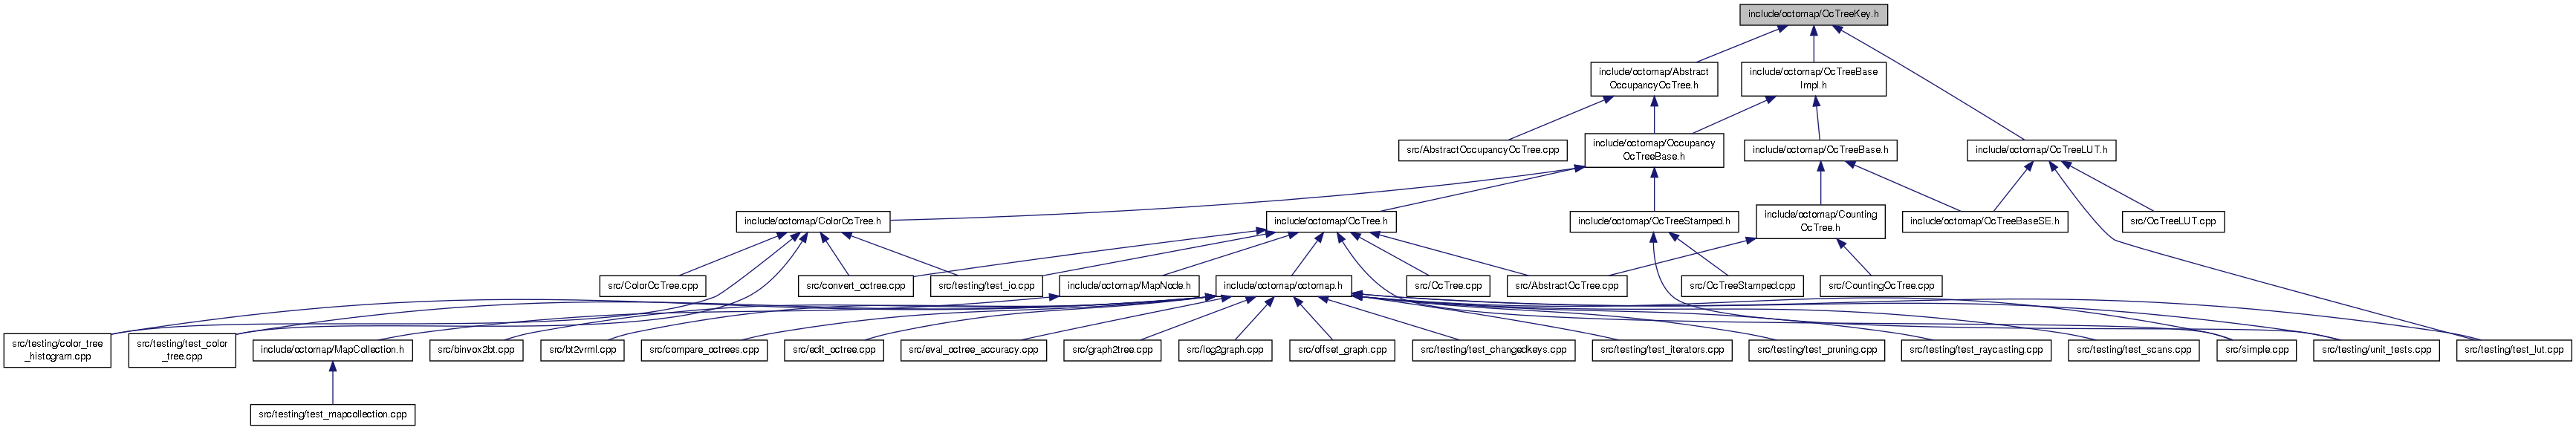 include/octomap/OcTreeKey.h
include/octomap/Abstract
OccupancyOcTree.h
include/octomap/OcTreeBase
Impl.h
src/AbstractOccupancyOcTree.cpp
include/octomap/Occupancy
OcTreeBase.h
include/octomap/OcTreeBase.h
include/octomap/OcTreeLUT.h
include/octomap/ColorOcTree.h
include/octomap/OcTree.h
include/octomap/OcTreeStamped.h
include/octomap/Counting
OcTree.h
include/octomap/OcTreeBaseSE.h
src/OcTreeLUT.cpp
src/ColorOcTree.cpp
src/convert_octree.cpp
src/testing/test_io.cpp
include/octomap/MapNode.h
include/octomap/octomap.h
src/OcTree.cpp
src/AbstractOcTree.cpp
src/OcTreeStamped.cpp
src/CountingOcTree.cpp
src/testing/color_tree
_histogram.cpp
src/testing/test_color
_tree.cpp
include/octomap/MapCollection.h
src/binvox2bt.cpp
src/bt2vrml.cpp
src/compare_octrees.cpp
src/edit_octree.cpp
src/eval_octree_accuracy.cpp
src/graph2tree.cpp
src/log2graph.cpp
src/offset_graph.cpp
src/testing/test_changedkeys.cpp
src/testing/test_iterators.cpp
src/testing/test_pruning.cpp
src/testing/test_raycasting.cpp
src/testing/test_scans.cpp
src/simple.cpp
src/testing/unit_tests.cpp
src/testing/test_lut.cpp
src/testing/test_mapcollection.cpp